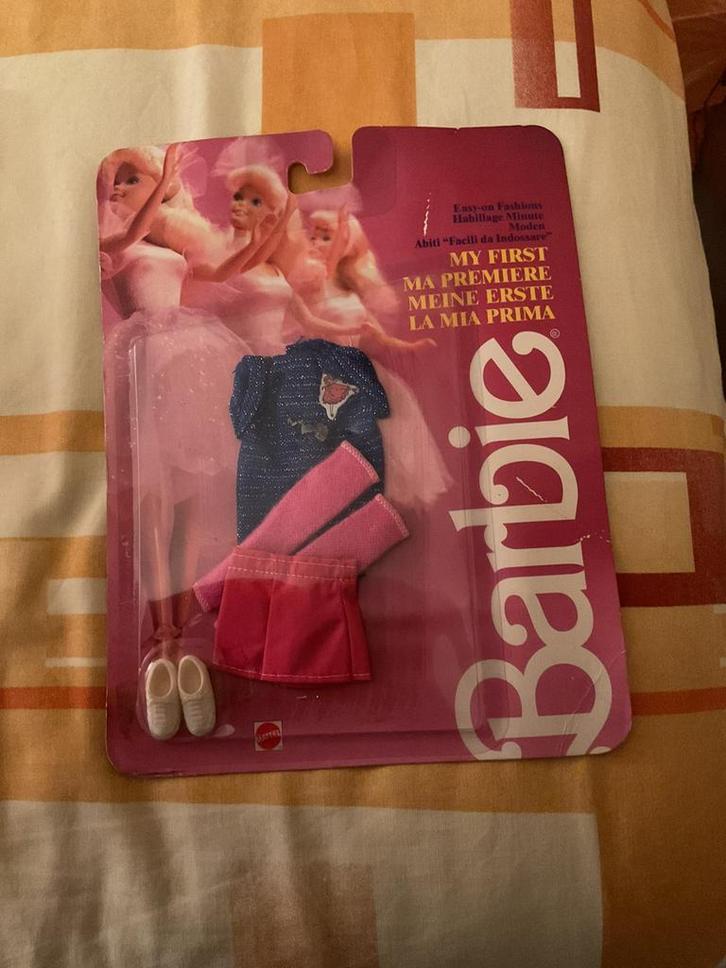 Easy-on Fashions
Habillage Minute
Moden
Abiti "Facili da Indossare"
MY FIRST
MA PREMIERE
MEINE ERSTE
LA MIA PRIMA
Barbie®
MATTEL